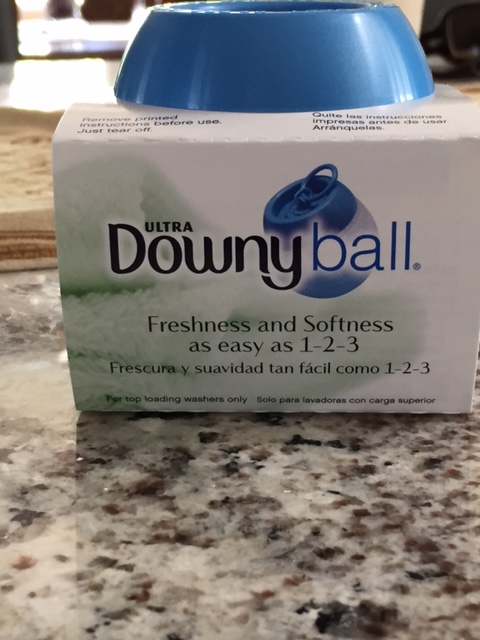 Remove printed
instructions before use.
Just tear off.
Quite las instrucciones
impresas antes de usar.
Arránquelas.
ULTRA
Downy ball®
Freshness and Softness
as easy as 1-2-3
Frescura y suavidad tan fácil como 1-2-3
For top loading washers only Solo para lavadoras con carga superior